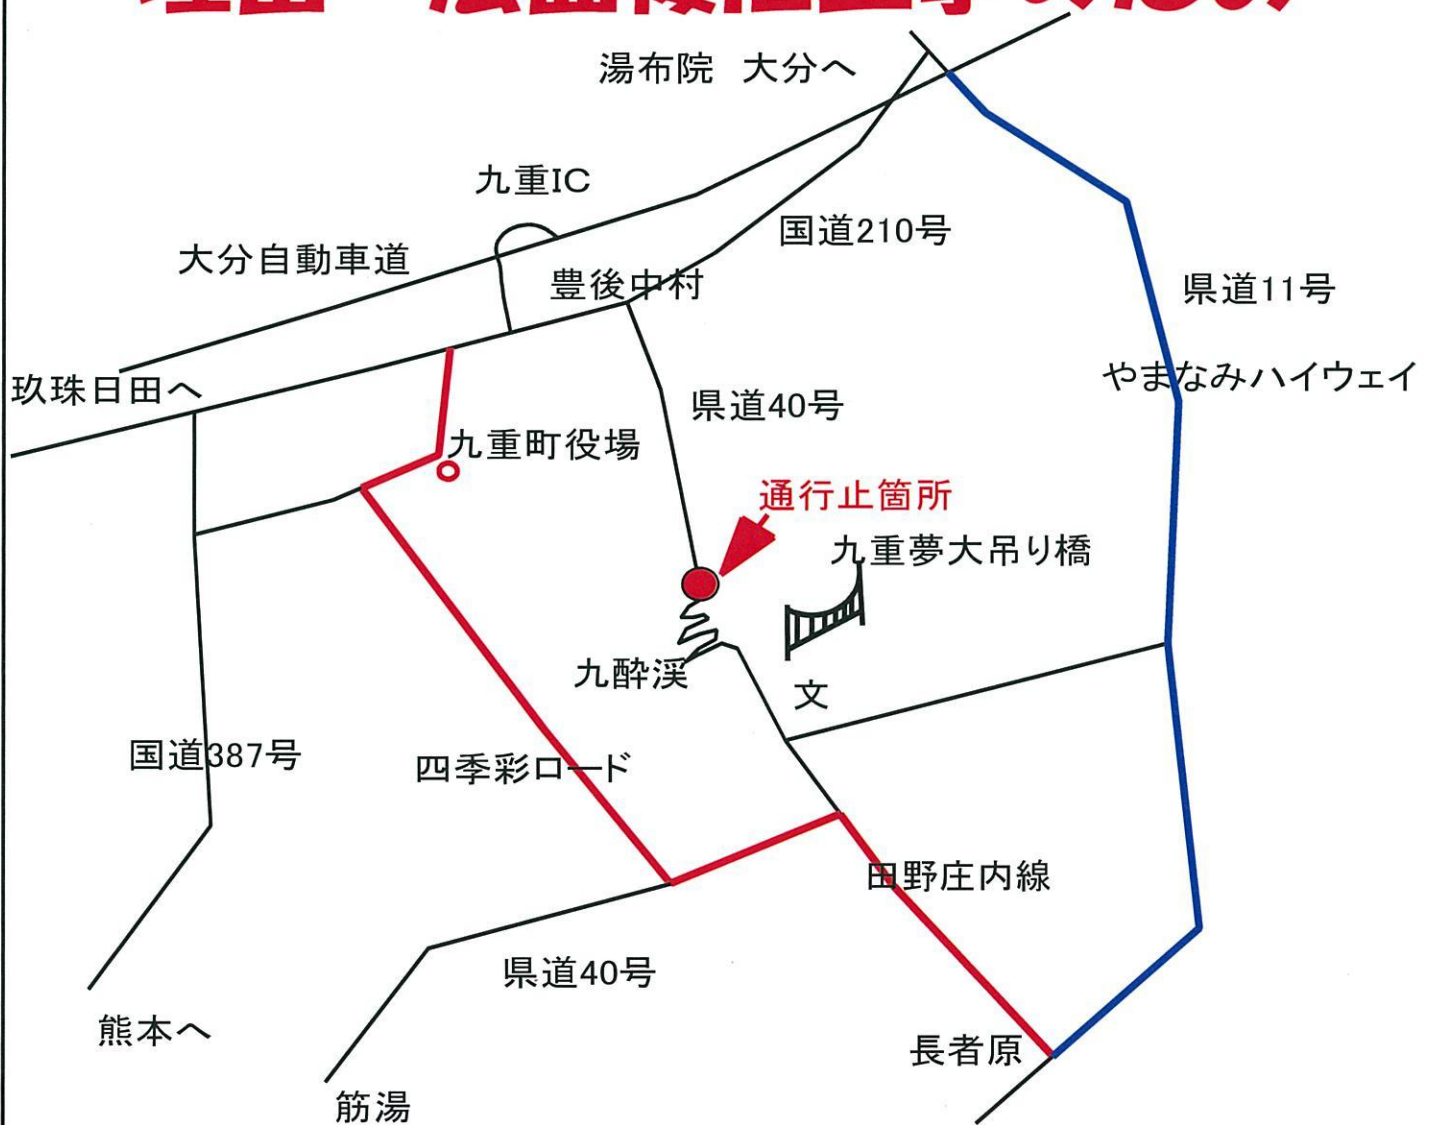 湯布院 大分へ
九重IC
国道210号
大分自動車道
豊後中村
県道11号
玖珠日田へ
やまなみハイウェイ
県道40号
九重町役場
通行止箇所
九重夢大吊り橋
九酔渓
文
国道387号
四季彩ロード
田野庄内線
県道40号
熊本へ
長者原
筋湯